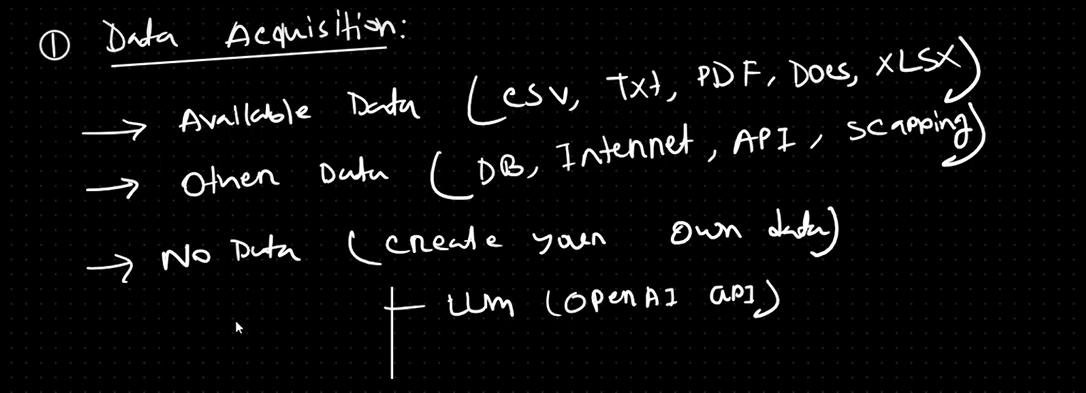 ① Data Acquisition:
→ Available Data (CSV, Txt, PDF, Docs, XLSX)
→ Other Data (DB, Internet, API, scapping)
→ No Data (create your own data)
LLM (OpenAI API)